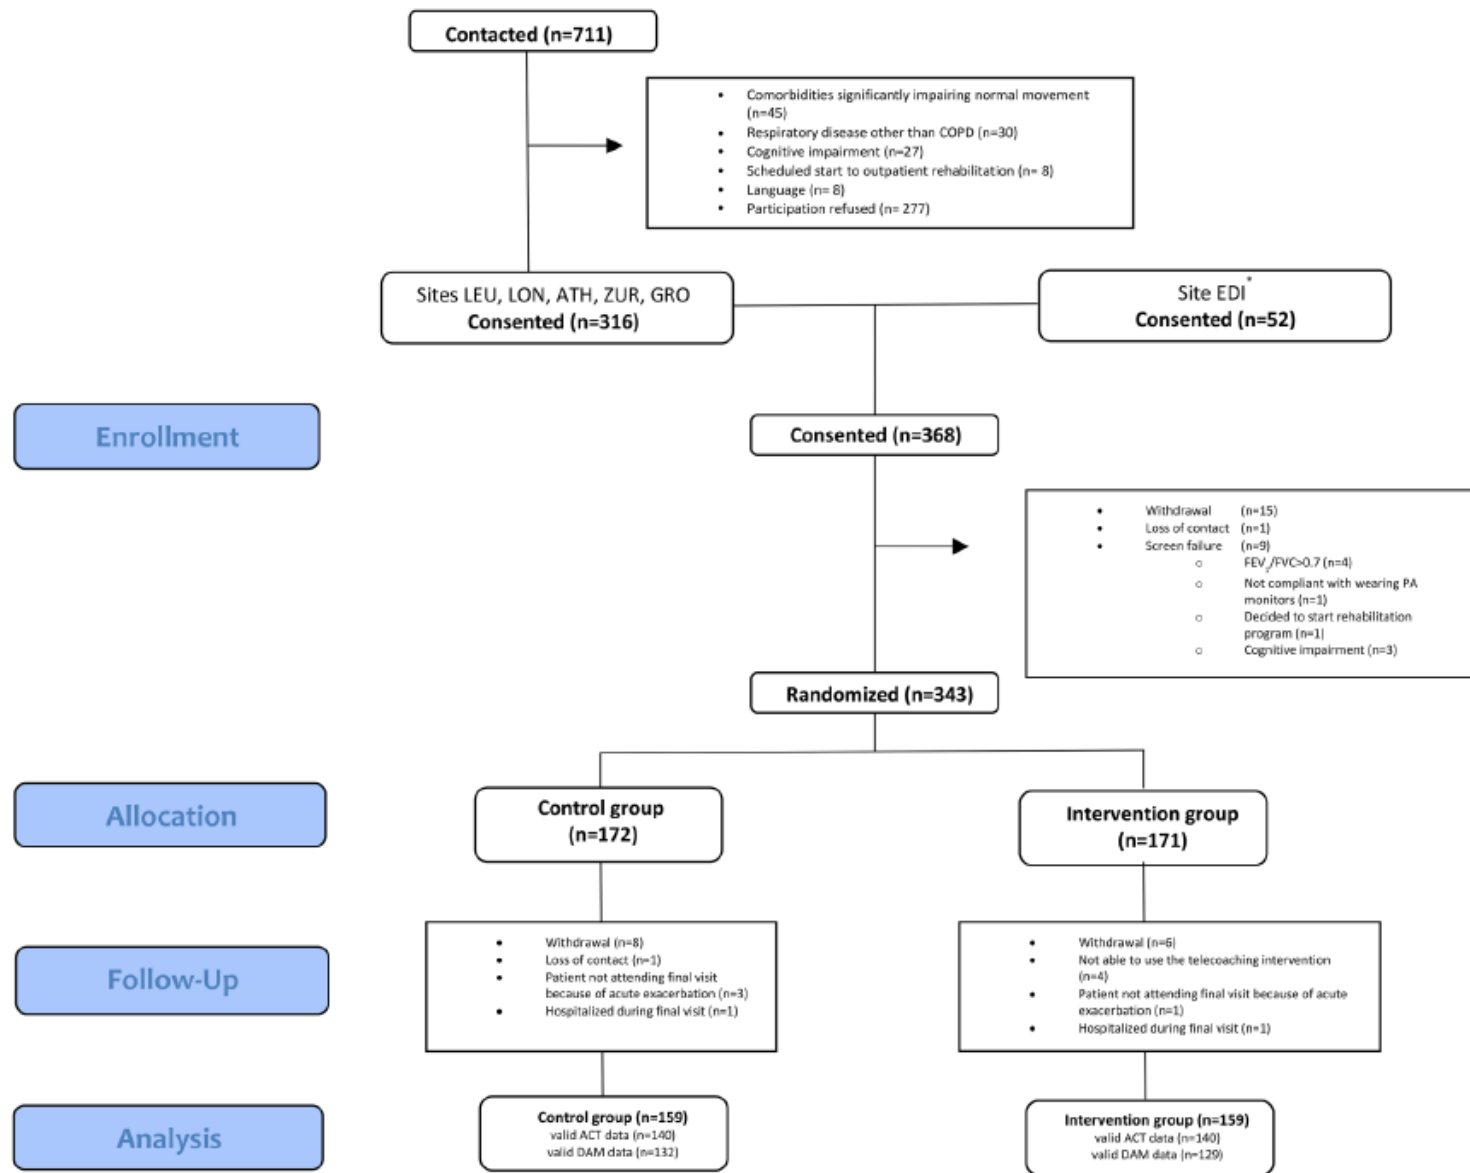 Contacted (n=711)
• Comorbidities significantly impairing normal movement
(n=45)
• Respiratory disease other than COPD (n=30)
• Cognitive impairment (n=27)
• Scheduled start to outpatient rehabilitation (n= 8)
• Language (n= 8)
• Participation refused (n= 277)
Sites LEU, LON, ATH, ZUR, GRO
Consented (n=316)
Site EDI*
Consented (n=52)
Enrollment
Consented (n=368)
• Withdrawal (n=15)
• Loss of contact (n=1)
• Screen failure (n=9)
o FEV₁/FVC>0.7 (n=4)
o Not compliant with wearing PA
monitors (n=1)
o Decided to start rehabilitation
program (n=1)
o Cognitive impairment (n=3)
Randomized (n=343)
Allocation
Control group
(n=172)
Intervention group
(n=171)
Follow-Up
• Withdrawal (n=8)
• Loss of contact (n=1)
• Patient not attending final visit
because of acute exacerbation (n=3)
• Hospitalized during final visit (n=1)
• Withdrawal (n=6)
• Not able to use the telecoaching intervention
(n=4)
• Patient not attending final visit because of acute
exacerbation (n=1)
• Hospitalized during final visit (n=1)
Analysis
Control group (n=159)
valid ACT data (n=140)
valid DAM data (n=132)
Intervention group (n=159)
valid ACT data (n=140)
valid DAM data (n=129)